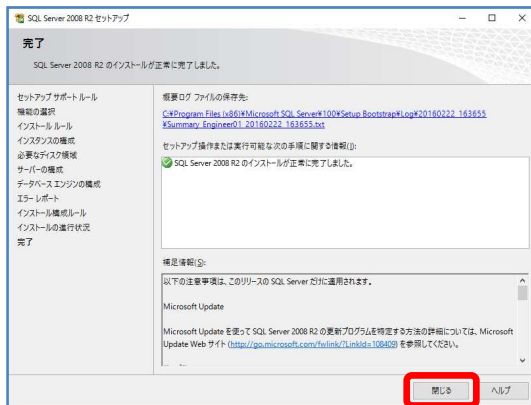 SQL Server 2008 R2 セットアップ
完了
SQL Server 2008 R2 のインストールが正常に完了しました。
セットアップ サポート ルール
機能の選択
インストール ルール
インスタンスの構成
必要なディスク領域
サーバーの構成
データベース エンジンの構成
エラー レポート
インストール構成ルール
インストールの進行状況
完了
概要ログ ファイルの保存先:
C:¥Program Files (x86)¥Microsoft SQL Server¥100¥Setup Bootstrap¥Log¥20160222_163655
¥Summary_Engineer01_20160222_163655.txt
セットアップ操作または実行可能な次の手順に関する情報(I):
SQL Server 2008 R2 のインストールが正常に完了しました。
補足情報(S):
以下の注意事項は、このリリースの SQL Server だけに適用されます。
Microsoft Update
Microsoft Update を使って SQL Server 2008 R2 の更新プログラムを特定する方法の詳細については、Microsoft
Update Web サイト (http://go.microsoft.com/fwlink/?LinkId=108409) を参照してください。
閉じる
ヘルプ